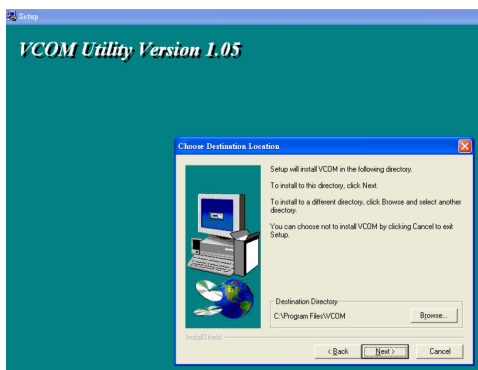 Setup
VCOM Utility Version 1.05
Choose Destination Location
Setup will install VCOM in the following directory.
To install to this directory, click Next.
To install to a different directory, click Browse and select another
directory.
You can choose not to install VCOM by clicking Cancel to exit
Setup.
Destination Directory
C:\Program Files\VCOM
Browse...
InstallShield
< Back
Next >
Cancel